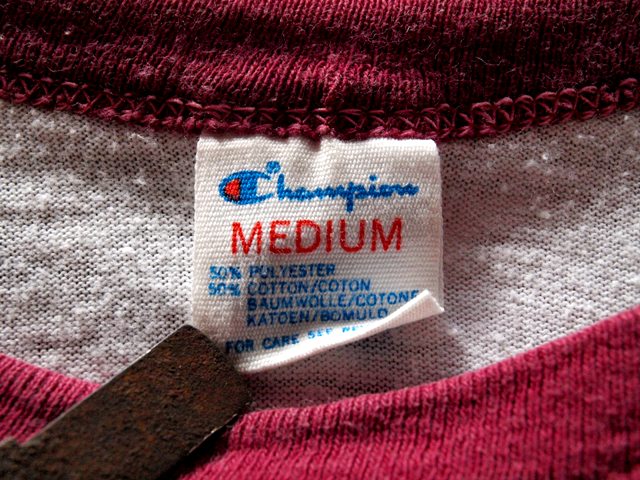 Champion
MEDIUM
50% POLYESTER
50% COTTON/COTON
BAUMWOLLE/COTONE
KATOEN/BOMULD
FOR CARE SEE